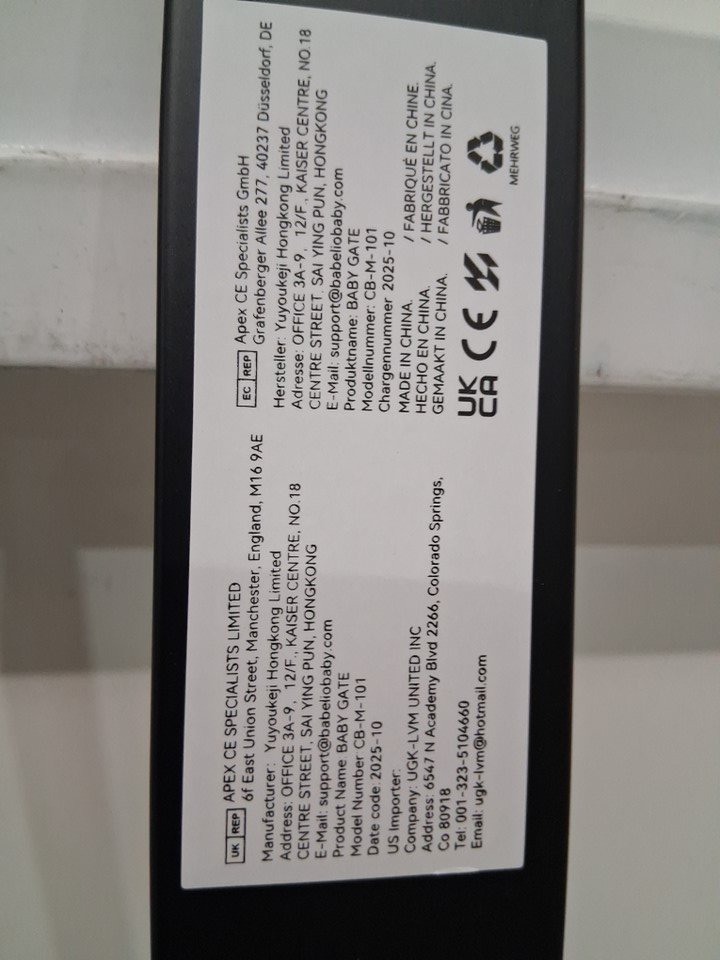 UK REP APEX CE SPECIALISTS LIMITED
6f East Union Street, Manchester, England, M16 9AE
Manufacturer: Yuyoukeji Hongkong Limited
Address: OFFICE 3A-9, 12/F., KAISER CENTRE, NO.18
CENTRE STREET, SAI YING PUN, HONGKONG
E-Mail: support@babeliobaby.com
Product Name: BABY GATE
Model Number CB-M-101
Date code: 2025-10
US Importer:
Company: UGK-LVM UNITED INC
Address: 6547 N Academy Blvd 2266, Colorado Springs,
Co 80918
Tel: 001-323-5104660
Email: ugk-lvm@hotmail.com
EC REP Apex CE Specialists GmbH
Grafenberger Allee 277, 40237 Düsseldorf, DE
Hersteller: Yuyoukeji Hongkong Limited
Adresse: OFFICE 3A-9, 12/F., KAISER CENTRE, NO.18
CENTRE STREET, SAI YING PUN, HONGKONG
E-Mail: support@babeliobaby.com
Produktname: BABY GATE
Modellnummer: CB-M-101
Chargennummer 2025-10
MADE IN CHINA. / FABRIQUÉ EN CHINE.
HECHO EN CHINA. / HERGESTELLT IN CHINA.
GEMAAKT IN CHINA. / FABBRICATO IN CINA.
UK
CA CE
MEHRWEG